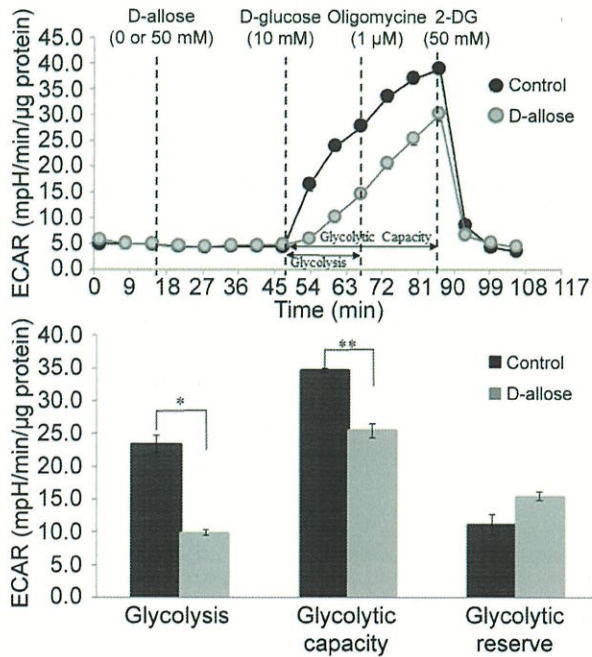 D-allose D-glucose Oligomycine 2-DG
(0 or 50 mM) (10 mM) (1 μM) (50 mM)
ECAR (mpH/min/μg protein)
45.0
40.0
35.0
30.0
25.0
20.0
15.0
10.0
5.0
0.0
Control
D-allose
Glycolytic Capacity
Glycolysis
0 9 18 27 36 45 54 63 72 81 90 99 108 117
Time (min)
ECAR (mpH/min/μg protein)
40.0
35.0
30.0
25.0
20.0
15.0
10.0
5.0
0.0
*
**
Control
D-allose
Glycolysis Glycolytic Glycolytic
capacity reserve